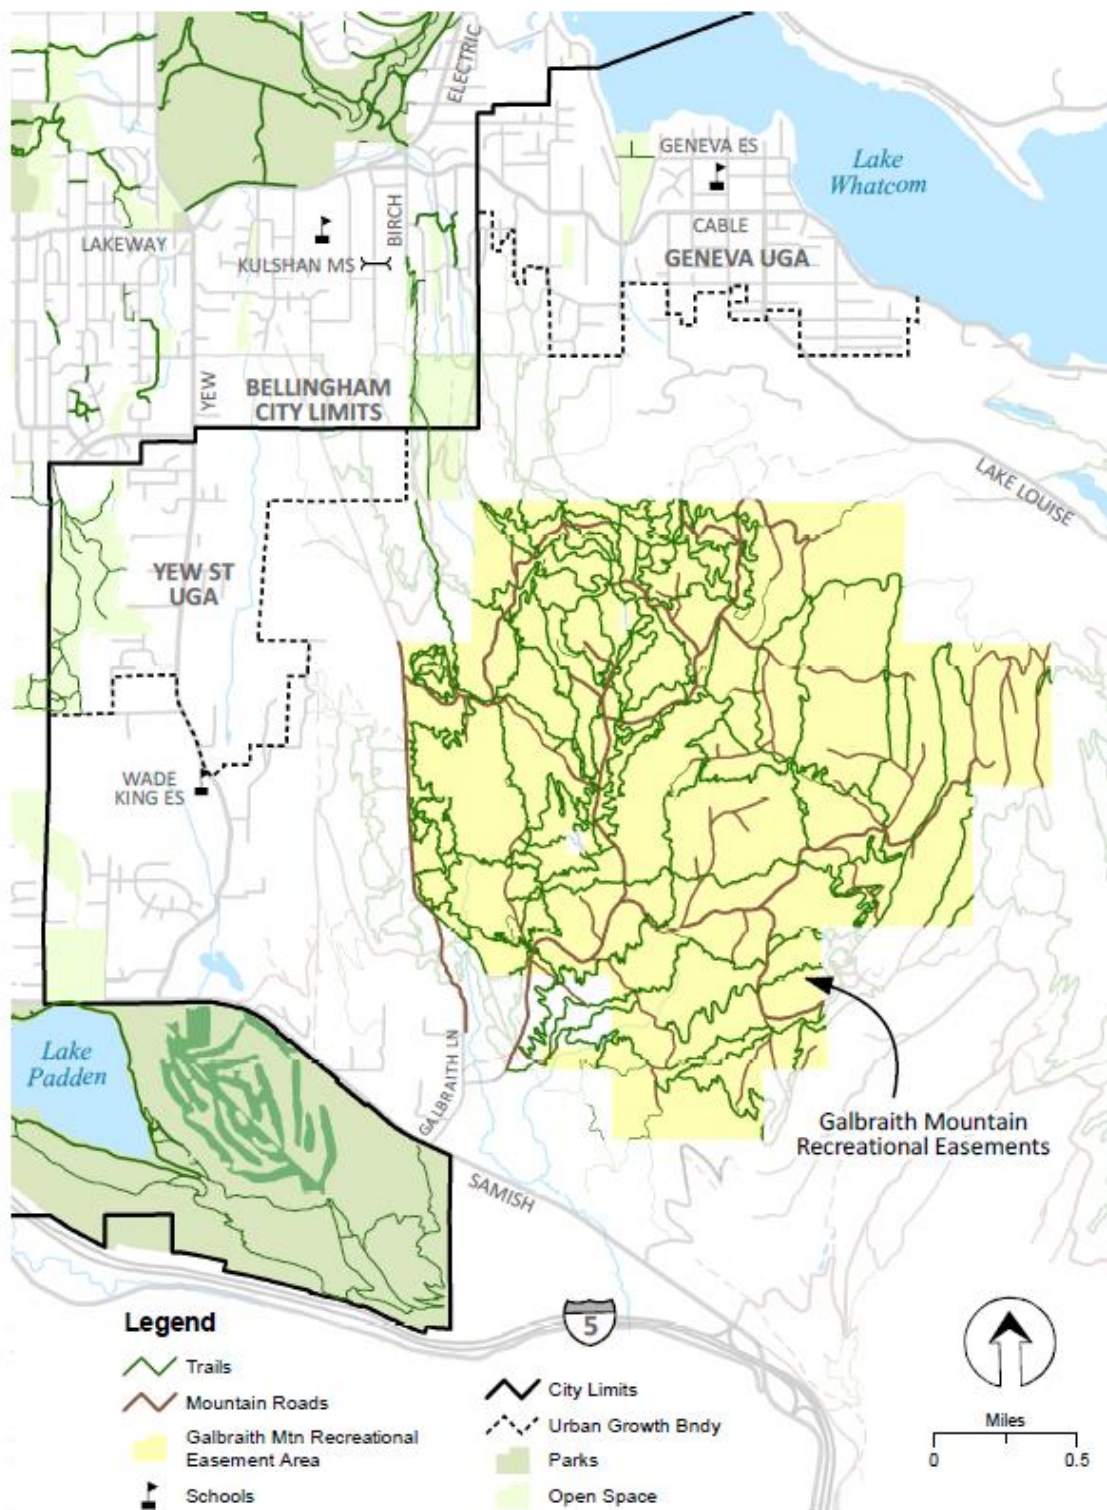 ELECTRIC
GENEVA ES
Lake
Whatcom
BIRCH
CABLE
LAKEWAY
KULSHAN MS
GENEVA UGA
YEW
BELLINGHAM
CITY LIMITS
LAKE LOUISE
YEW ST
UGA
WADE
KING ES
Lake
Padden
GALBRAITH LN
Galbraith Mountain
Recreational Easements
SAMISH
5
Legend
Trails
Mountain Roads
Galbraith Mtn Recreational
Easement Area
Schools
City Limits
Urban Growth Bndy
Parks
Open Space
Miles
0
0.5